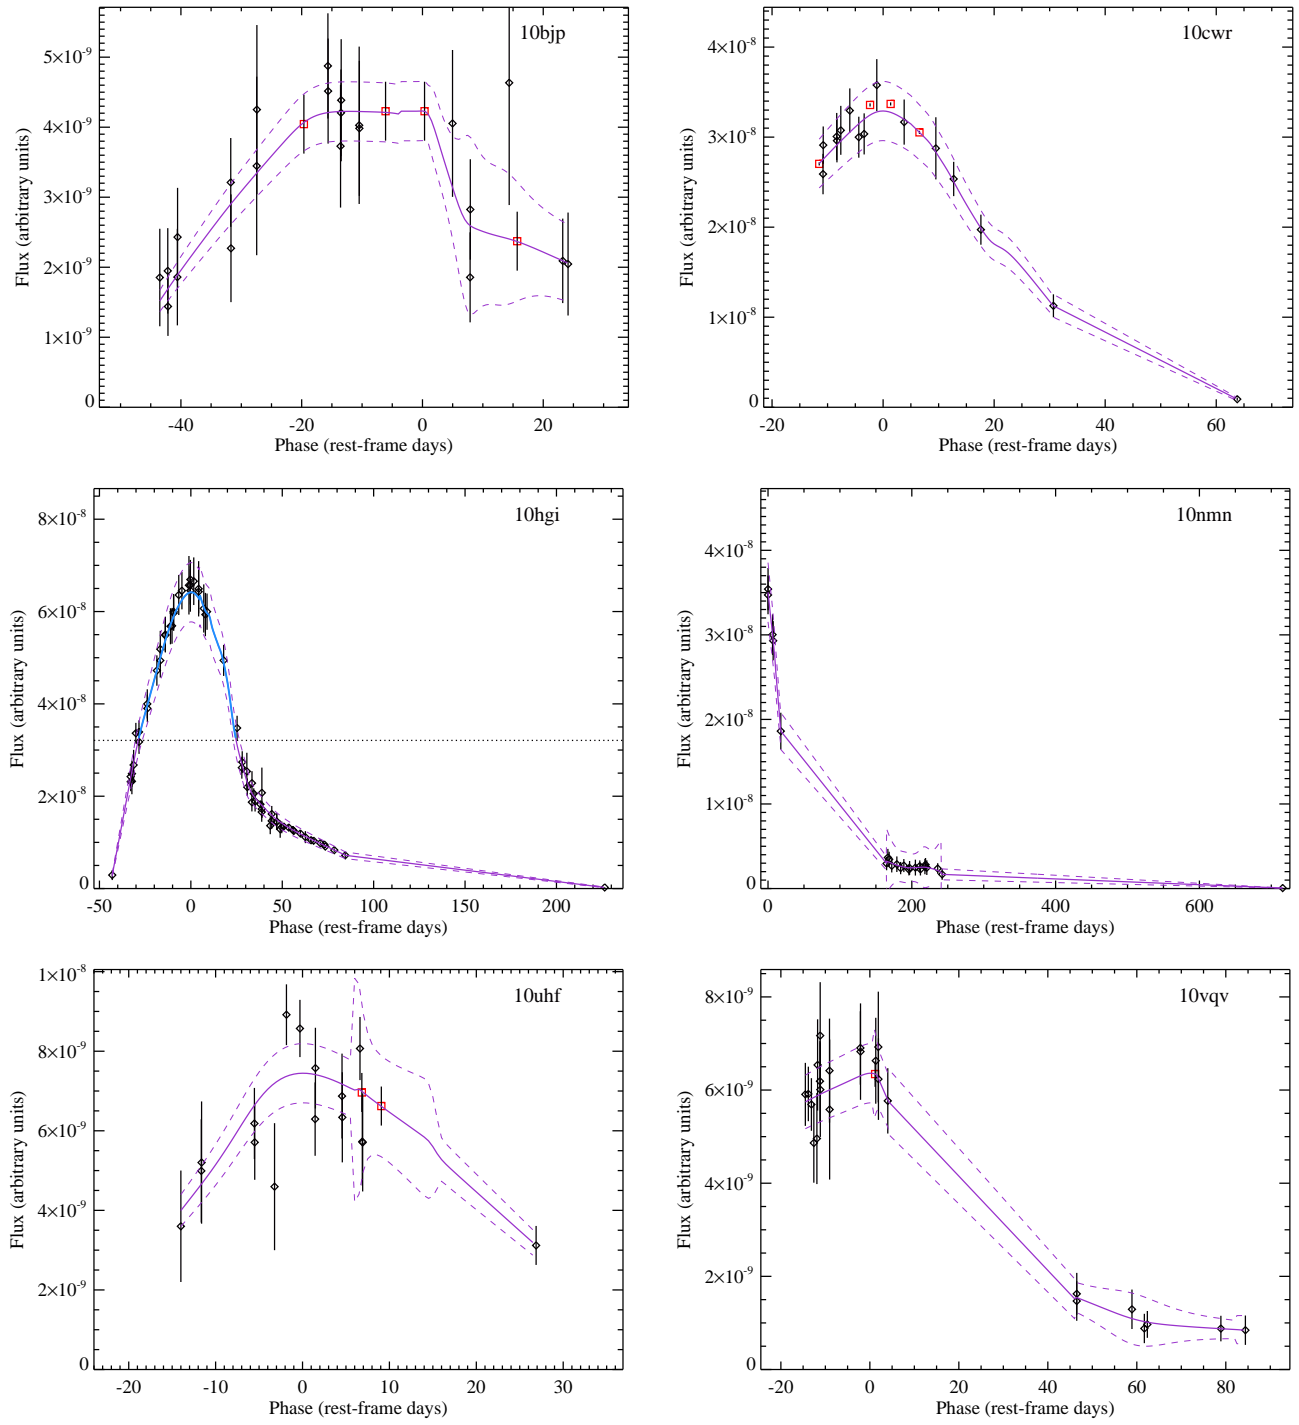 10bjp
5×10⁻⁹
4×10⁻⁹
3×10⁻⁹
2×10⁻⁹
1×10⁻⁹
0
Flux (arbitrary units)
-40 -20 0 20
Phase (rest-frame days)
10cwr
4×10⁻⁸
3×10⁻⁸
2×10⁻⁸
1×10⁻⁸
0
Flux (arbitrary units)
-20 0 20 40 60
Phase (rest-frame days)
10hgi
8×10⁻⁸
6×10⁻⁸
4×10⁻⁸
2×10⁻⁸
0
Flux (arbitrary units)
-50 0 50 100 150 200
Phase (rest-frame days)
10nmn
4×10⁻⁸
3×10⁻⁸
2×10⁻⁸
1×10⁻⁸
0
Flux (arbitrary units)
0 200 400 600
Phase (rest-frame days)
10uhf
1×10⁻⁸
8×10⁻⁹
6×10⁻⁹
4×10⁻⁹
2×10⁻⁹
0
Flux (arbitrary units)
-20 -10 0 10 20 30
Phase (rest-frame days)
10vqv
8×10⁻⁹
6×10⁻⁹
4×10⁻⁹
2×10⁻⁹
0
Flux (arbitrary units)
-20 0 20 40 60 80
Phase (rest-frame days)